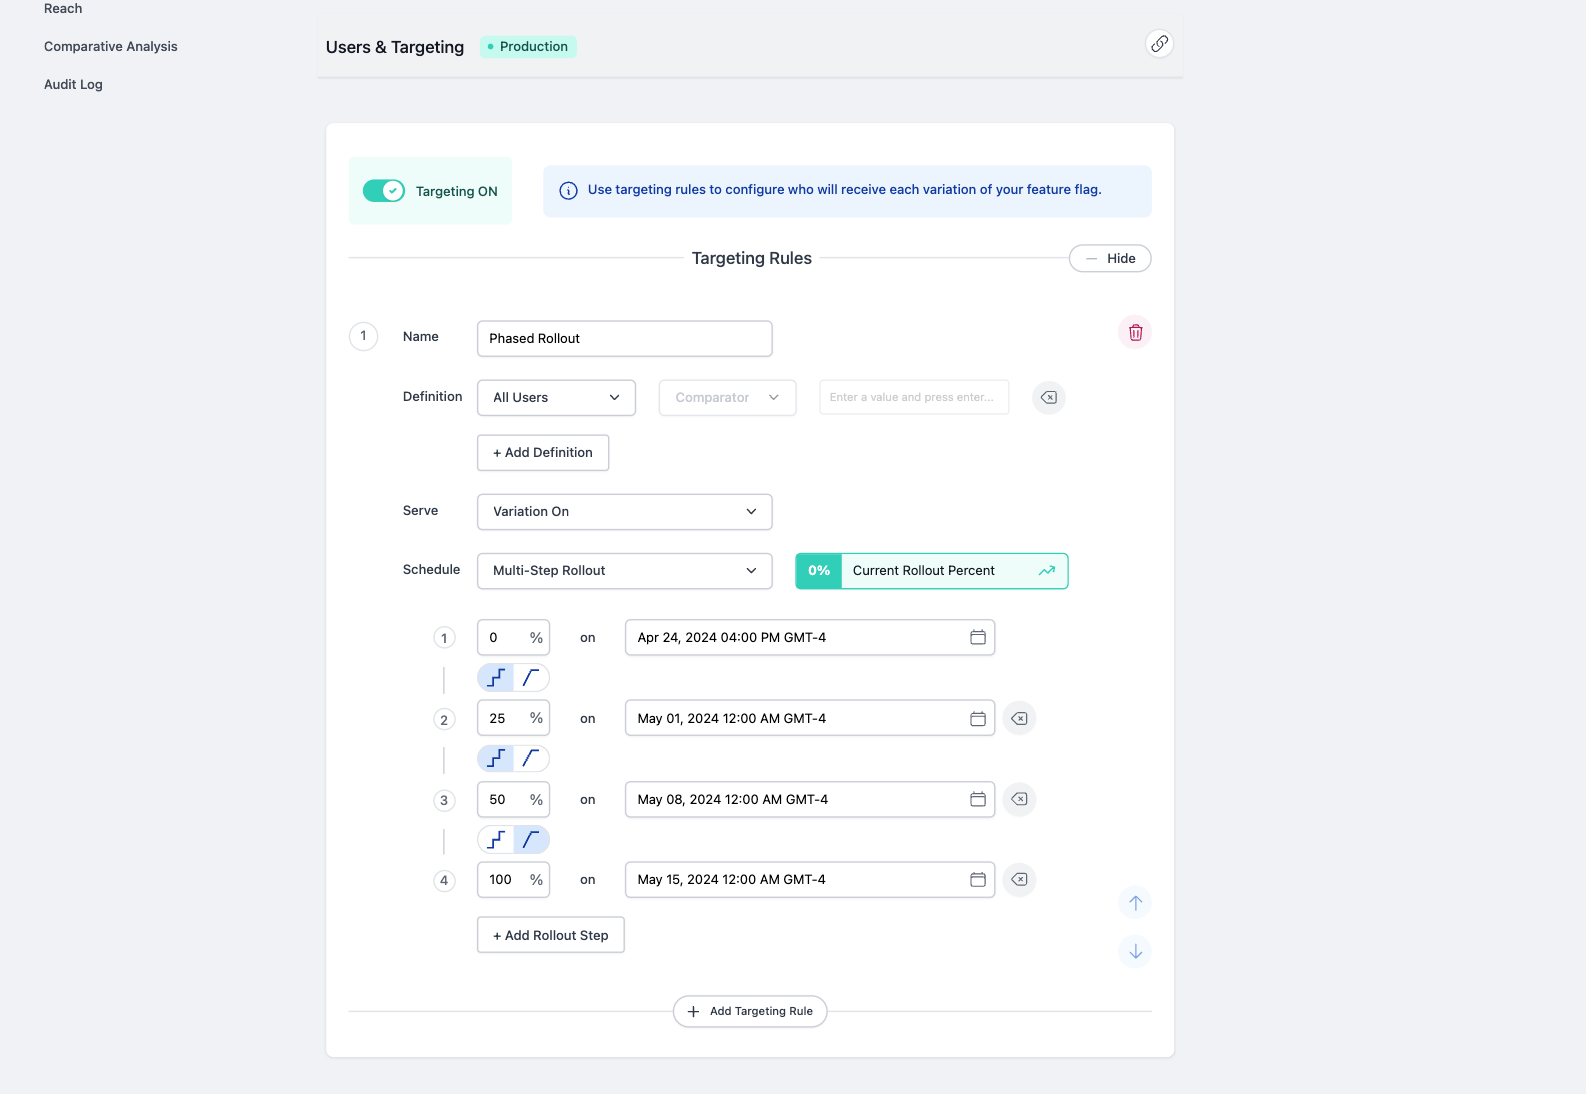 Reach
Comparative Analysis
Audit Log
Users & Targeting
Production
Targeting ON
Use targeting rules to configure who will receive each variation of your feature flag.
Targeting Rules
Hide
1
Name
Phased Rollout
Definition
All Users
Comparator
Enter a value and press enter...
+ Add Definition
Serve
Variation On
Schedule
Multi-Step Rollout
0%
Current Rollout Percent
1
0 %
on
Apr 24, 2024 04:00 PM GMT-4
2
25 %
on
May 01, 2024 12:00 AM GMT-4
3
50 %
on
May 08, 2024 12:00 AM GMT-4
4
100 %
on
May 15, 2024 12:00 AM GMT-4
+ Add Rollout Step
+ Add Targeting Rule